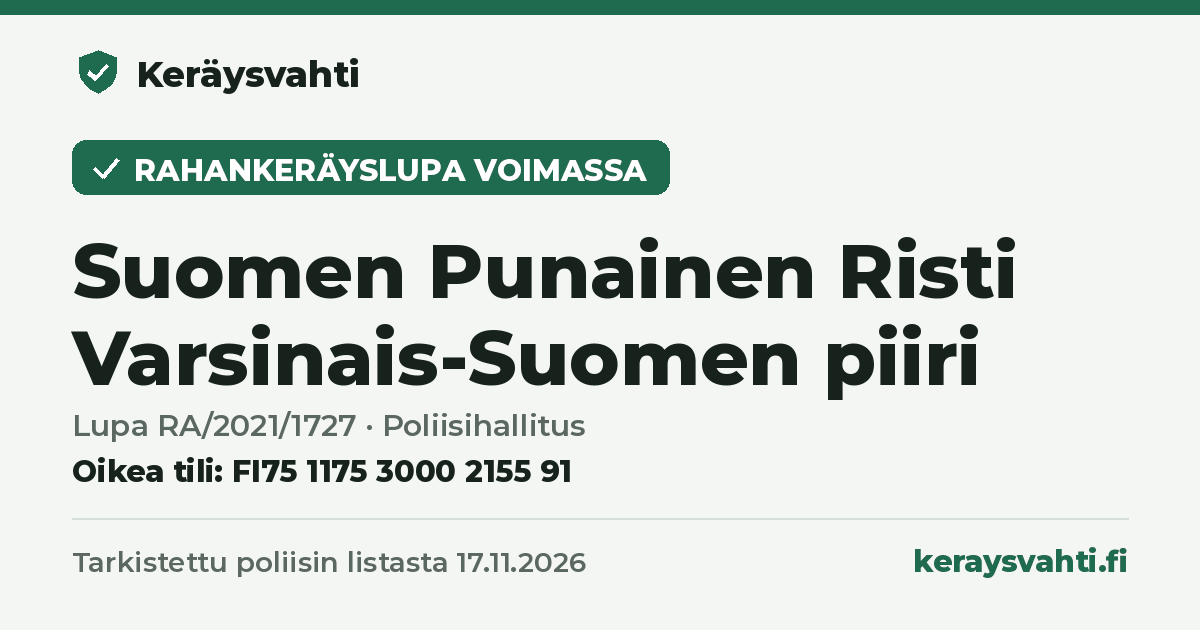 Keräysvahti
RAHANKERÄYSLUPA VOIMASSA
Suomen Punainen Risti
Varsinais-Suomen piiri
Lupa RA/2021/1727 · Poliisihallitus
Oikea tili: FI75 1175 3000 2155 91
Tarkistettu poliisin listasta 17.11.2026
keraysvahti.fi